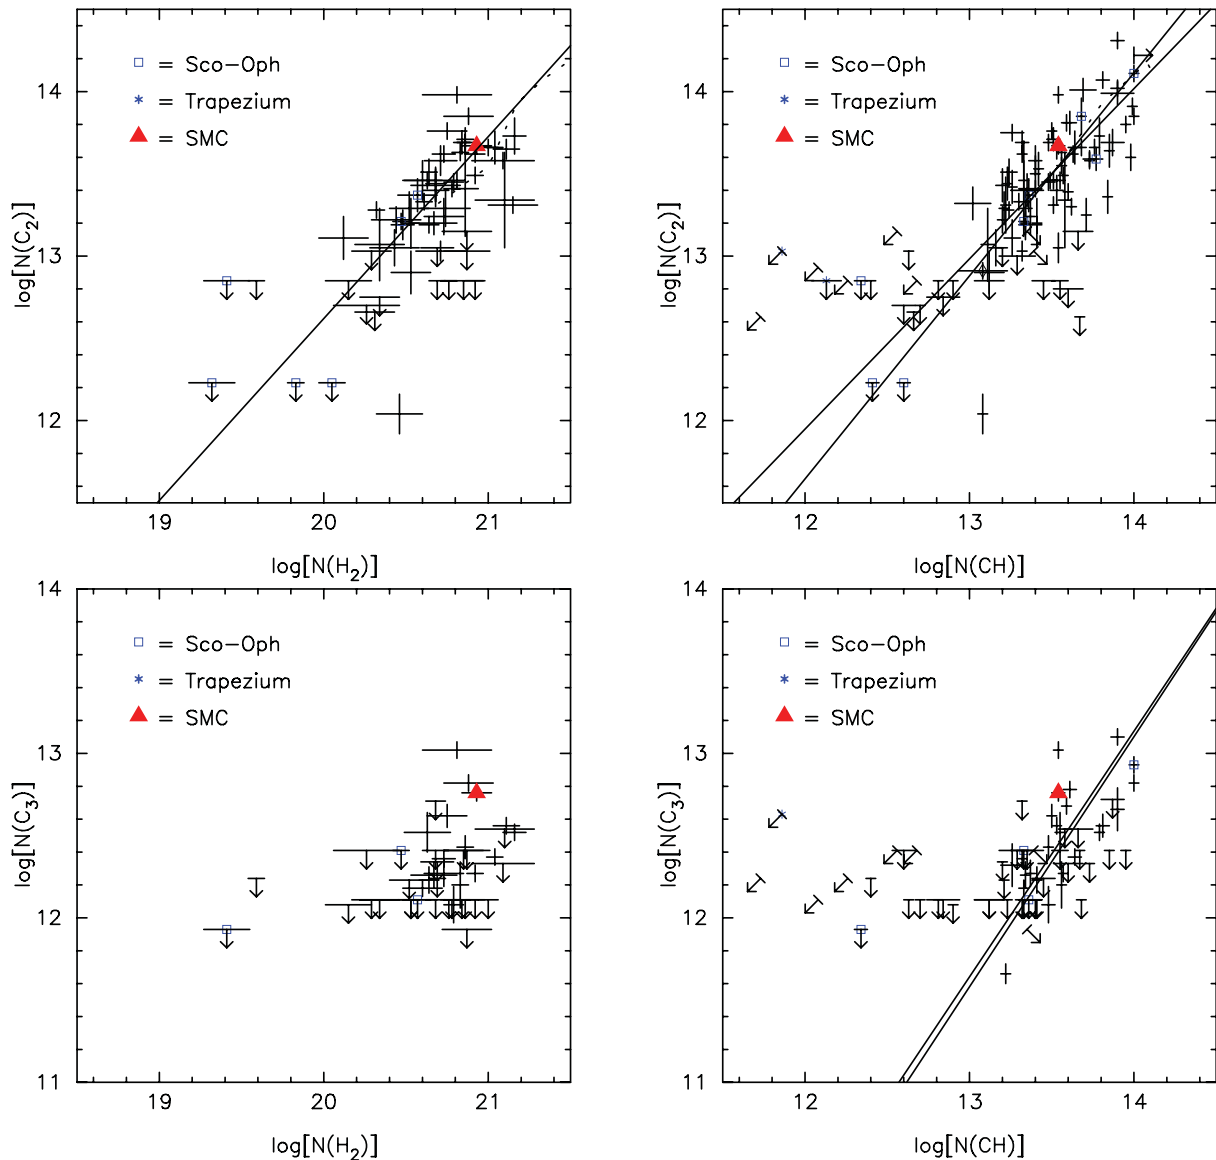 14
13
12
log[N(C2)]
□ = Sco-Oph
* = Trapezium
▲ = SMC
19 20 21
log[N(H2)]
14
13
12
log[N(C2)]
□ = Sco-Oph
* = Trapezium
▲ = SMC
12 13 14
log[N(CH)]
14
13
12
11
log[N(C3)]
□ = Sco-Oph
* = Trapezium
▲ = SMC
19 20 21
log[N(H2)]
14
13
12
11
log[N(C3)]
□ = Sco-Oph
* = Trapezium
▲ = SMC
12 13 14
log[N(CH)]